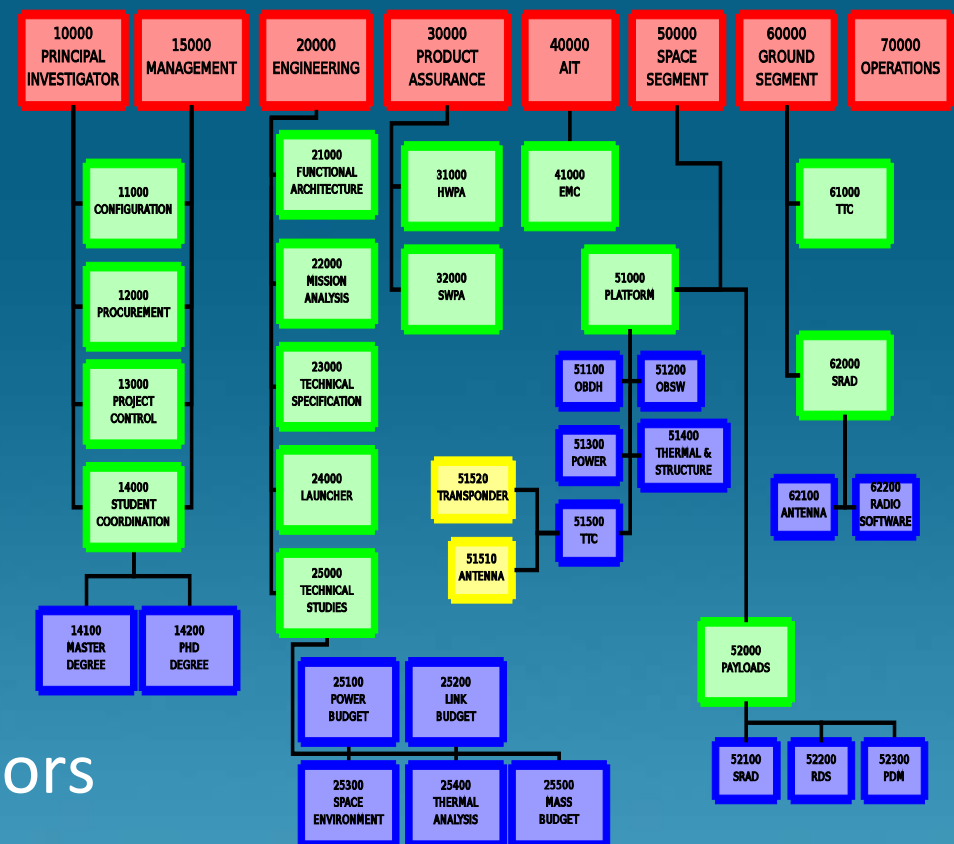 10000
PRINCIPAL
INVESTIGATOR
15000
MANAGEMENT
20000
ENGINEERING
30000
PRODUCT
ASSURANCE
40000
AIT
50000
SPACE
SEGMENT
60000
GROUND
SEGMENT
70000
OPERATIONS
11000
CONFIGURATION
12000
PROCUREMENT
13000
PROJECT
CONTROL
14000
STUDENT
COORDINATION
14100
MASTER
DEGREE
14200
PHD
DEGREE
21000
FUNCTIONAL
ARCHITECTURE
22000
MISSION
ANALYSIS
23000
TECHNICAL
SPECIFICATION
24000
LAUNCHER
25000
TECHNICAL
STUDIES
25100
POWER
BUDGET
25200
LINK
BUDGET
25300
SPACE
ENVIRONMENT
25400
THERMAL
ANALYSIS
25500
MASS
BUDGET
31000
HWPA
32000
SWPA
41000
EMC
51000
PLATFORM
51100
OBDH
51200
OBSW
51300
POWER
51400
THERMAL &
STRUCTURE
51500
TTC
51520
TRANSPONDER
51510
ANTENNA
52000
PAYLOADS
52100
SRAD
52200
RDS
52300
PDM
61000
TTC
62000
SRAD
62100
ANTENNA
62200
RADIO
SOFTWARE
ors